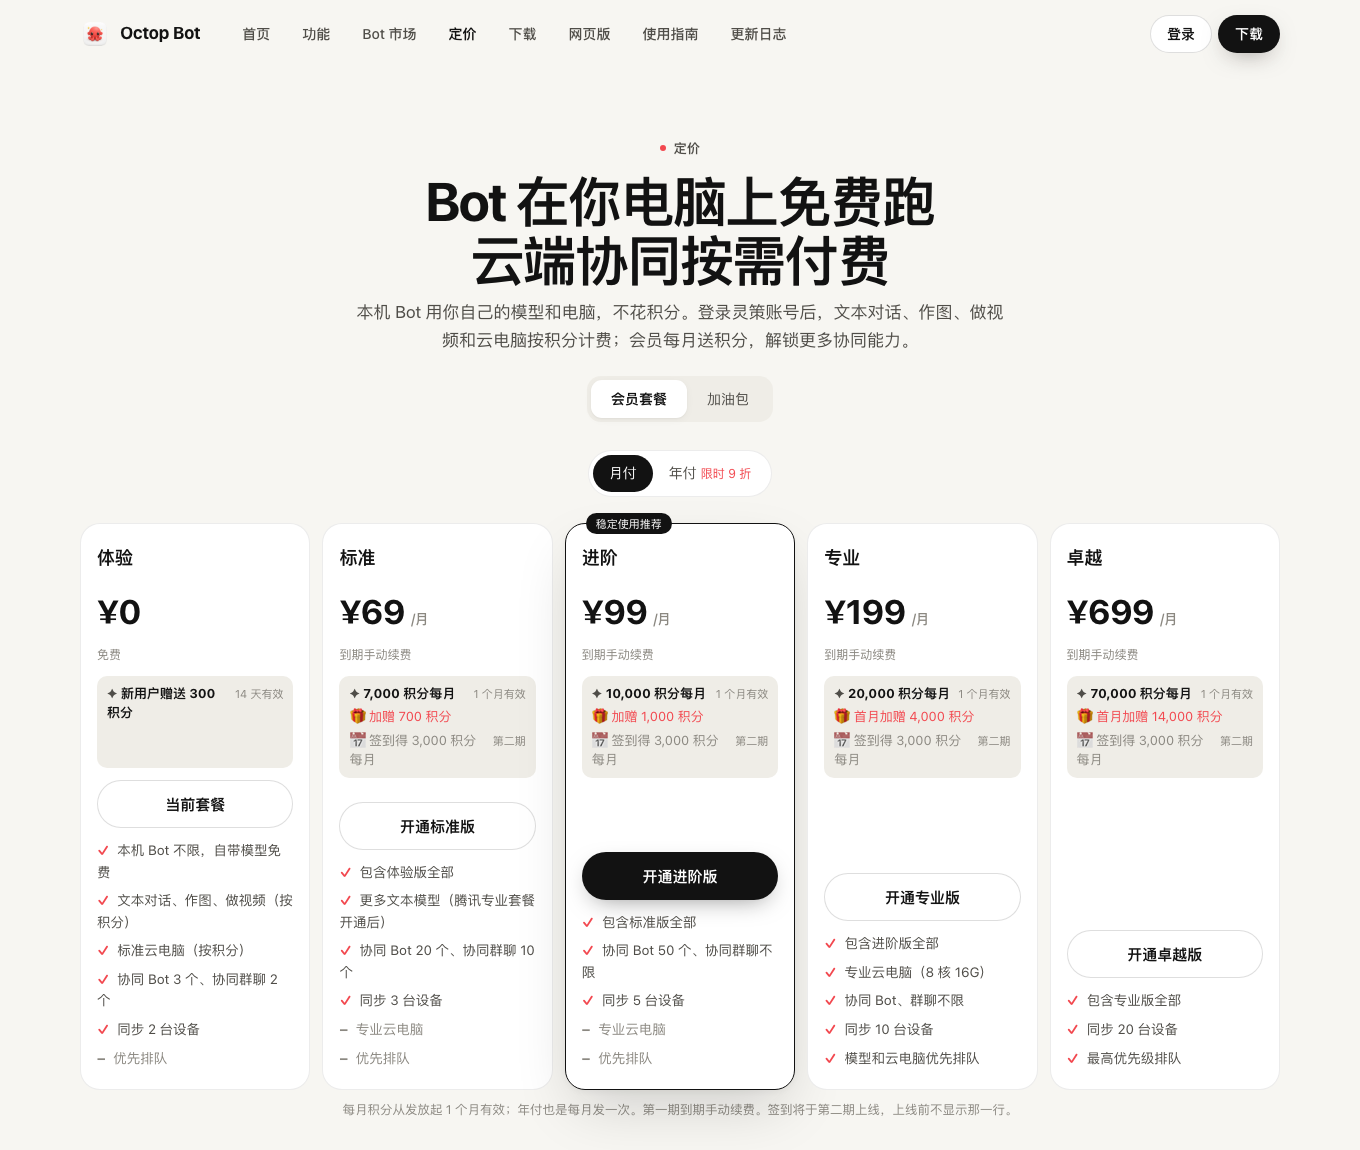 Octop Bot
首页 功能 Bot 市场 定价 下载 网页版 使用指南 更新日志
登录 下载
定价
Bot 在你电脑上免费跑
云端协同按需付费
本机 Bot 用你自己的模型和电脑，不花积分。登录灵策账号后，文本对话、作图、做视
频和云电脑按积分计费；会员每月送积分，解锁更多协同能力。
会员套餐 加油包
月付 年付 限时 9 折
体验
¥0
免费
✦ 新用户赠送 300 14 天有效
积分
当前套餐
✓ 本机 Bot 不限，自带模型免
费
✓ 文本对话、作图、做视频（按
积分）
✓ 标准云电脑（按积分）
✓ 协同 Bot 3 个、协同群聊 2
个
✓ 同步 2 台设备
– 优先排队
标准
¥69 /月
到期手动续费
✦ 7,000 积分每月 1 个月有效
🎁 加赠 700 积分
📅 签到得 3,000 积分 第二期
每月
开通标准版
✓ 包含体验版全部
✓ 更多文本模型（腾讯专业套餐
开通后）
✓ 协同 Bot 20 个、协同群聊 10
个
✓ 同步 3 台设备
– 专业云电脑
– 优先排队
稳定使用推荐
进阶
¥99 /月
到期手动续费
✦ 10,000 积分每月 1 个月有效
🎁 加赠 1,000 积分
📅 签到得 3,000 积分 第二期
每月
开通进阶版
✓ 包含标准版全部
✓ 协同 Bot 50 个、协同群聊不
限
✓ 同步 5 台设备
– 专业云电脑
– 优先排队
专业
¥199 /月
到期手动续费
✦ 20,000 积分每月 1 个月有效
🎁 首月加赠 4,000 积分
📅 签到得 3,000 积分 第二期
每月
开通专业版
✓ 包含进阶版全部
✓ 专业云电脑（8 核 16G）
✓ 协同 Bot、群聊不限
✓ 同步 10 台设备
✓ 模型和云电脑优先排队
卓越
¥699 /月
到期手动续费
✦ 70,000 积分每月 1 个月有效
🎁 首月加赠 14,000 积分
📅 签到得 3,000 积分 第二期
每月
开通卓越版
✓ 包含专业版全部
✓ 同步 20 台设备
✓ 最高优先级排队
每月积分从发放起 1 个月有效；年付也是每月发一次。第一期到期手动续费。签到将于第二期上线，上线前不显示那一行。